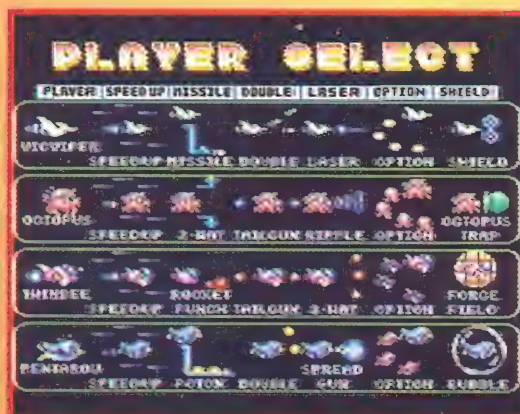 PLAYER SELECT
PLAYER SPEED UP MISSILE DOUBLE LASER OPTION SHIELD
VICVIPER
SPEEDUP MISSILE DOUBLE LASER OPTION SHIELD
OCTOPUS OCTOPUS
SPEEDUP 2-WAY TAILGUN RIPPLE OPTION TRAP
TWINBEE ROCKET FORCE
SPEEDUP PUNCH TAILGUN 3-WAY OPTION FIELD
PENTAROU SPREAD
SPEEDUP POTON DOUBLE GUN OPTION BUBBLE